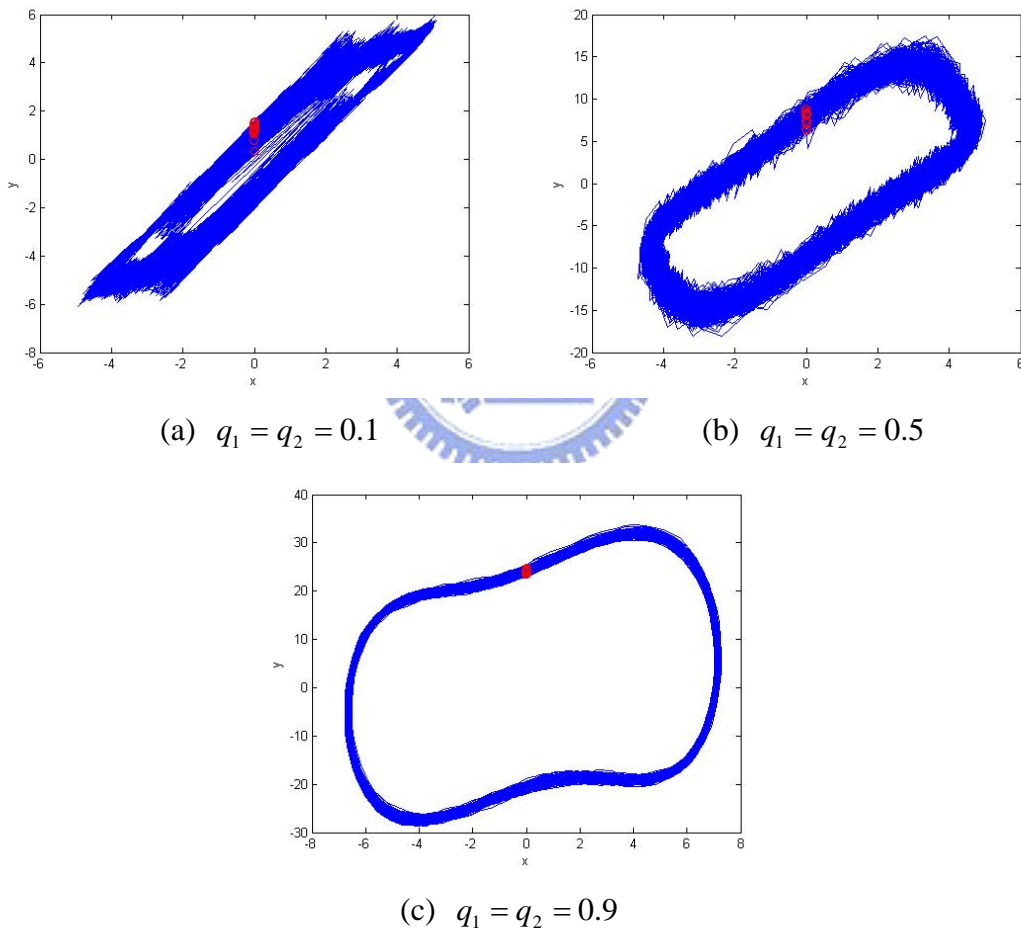 6
4
2
0
-2
-4
-6
-8
y
-6 -4 -2 0 2 4 6
x
20
15
10
5
0
-5
-10
-15
-20
y
-6 -4 -2 0 2 4 6
x
(a) q₁ = q₂ = 0.1
(b) q₁ = q₂ = 0.5
40
30
20
10
0
-10
-20
-30
y
-8 -6 -4 -2 0 2 4 6 8
x
(c) q₁ = q₂ = 0.9